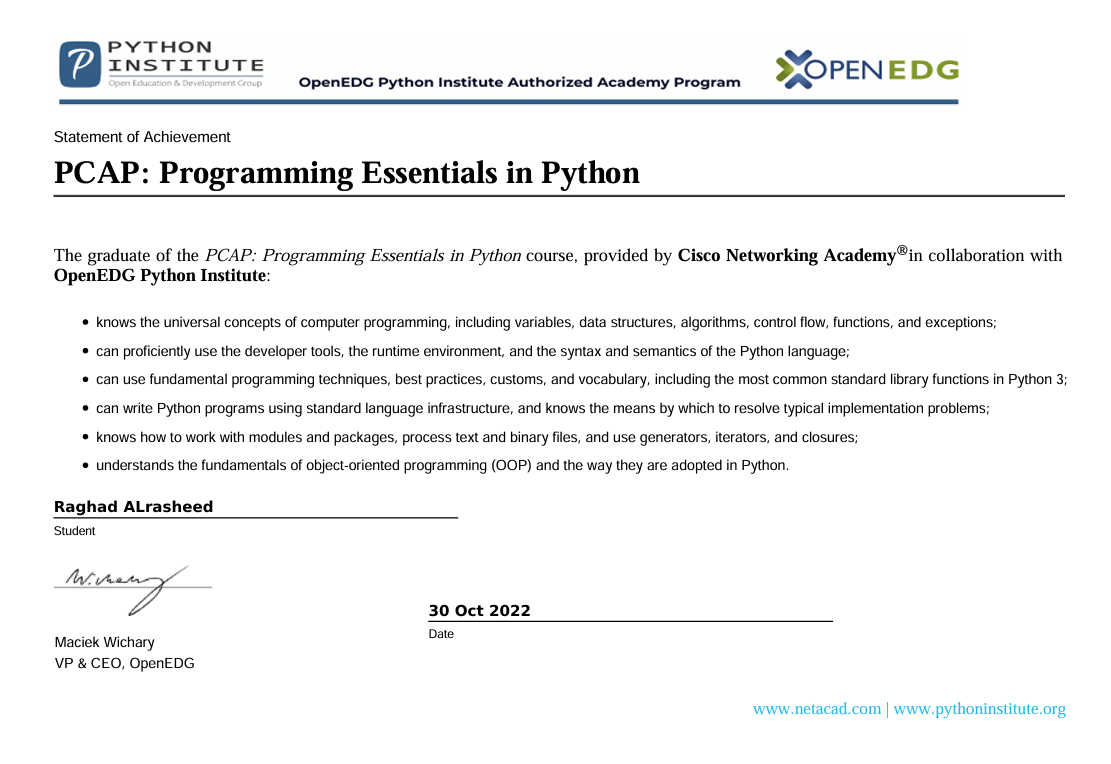 PYTHON
INSTITUTE
Open Education & Development Group
OpenEDG Python Institute Authorized Academy Program
OPENEDG
Statement of Achievement
PCAP: Programming Essentials in Python
The graduate of the PCAP: Programming Essentials in Python course, provided by Cisco Networking Academy®in collaboration with
OpenEDG Python Institute:
• knows the universal concepts of computer programming, including variables, data structures, algorithms, control flow, functions, and exceptions;
• can proficiently use the developer tools, the runtime environment, and the syntax and semantics of the Python language;
• can use fundamental programming techniques, best practices, customs, and vocabulary, including the most common standard library functions in Python 3;
• can write Python programs using standard language infrastructure, and knows the means by which to resolve typical implementation problems;
• knows how to work with modules and packages, process text and binary files, and use generators, iterators, and closures;
• understands the fundamentals of object-oriented programming (OOP) and the way they are adopted in Python.
Raghad ALrasheed
Student
30 Oct 2022
Date
Maciek Wichary
VP & CEO, OpenEDG
www.netacad.com | www.pythoninstitute.org